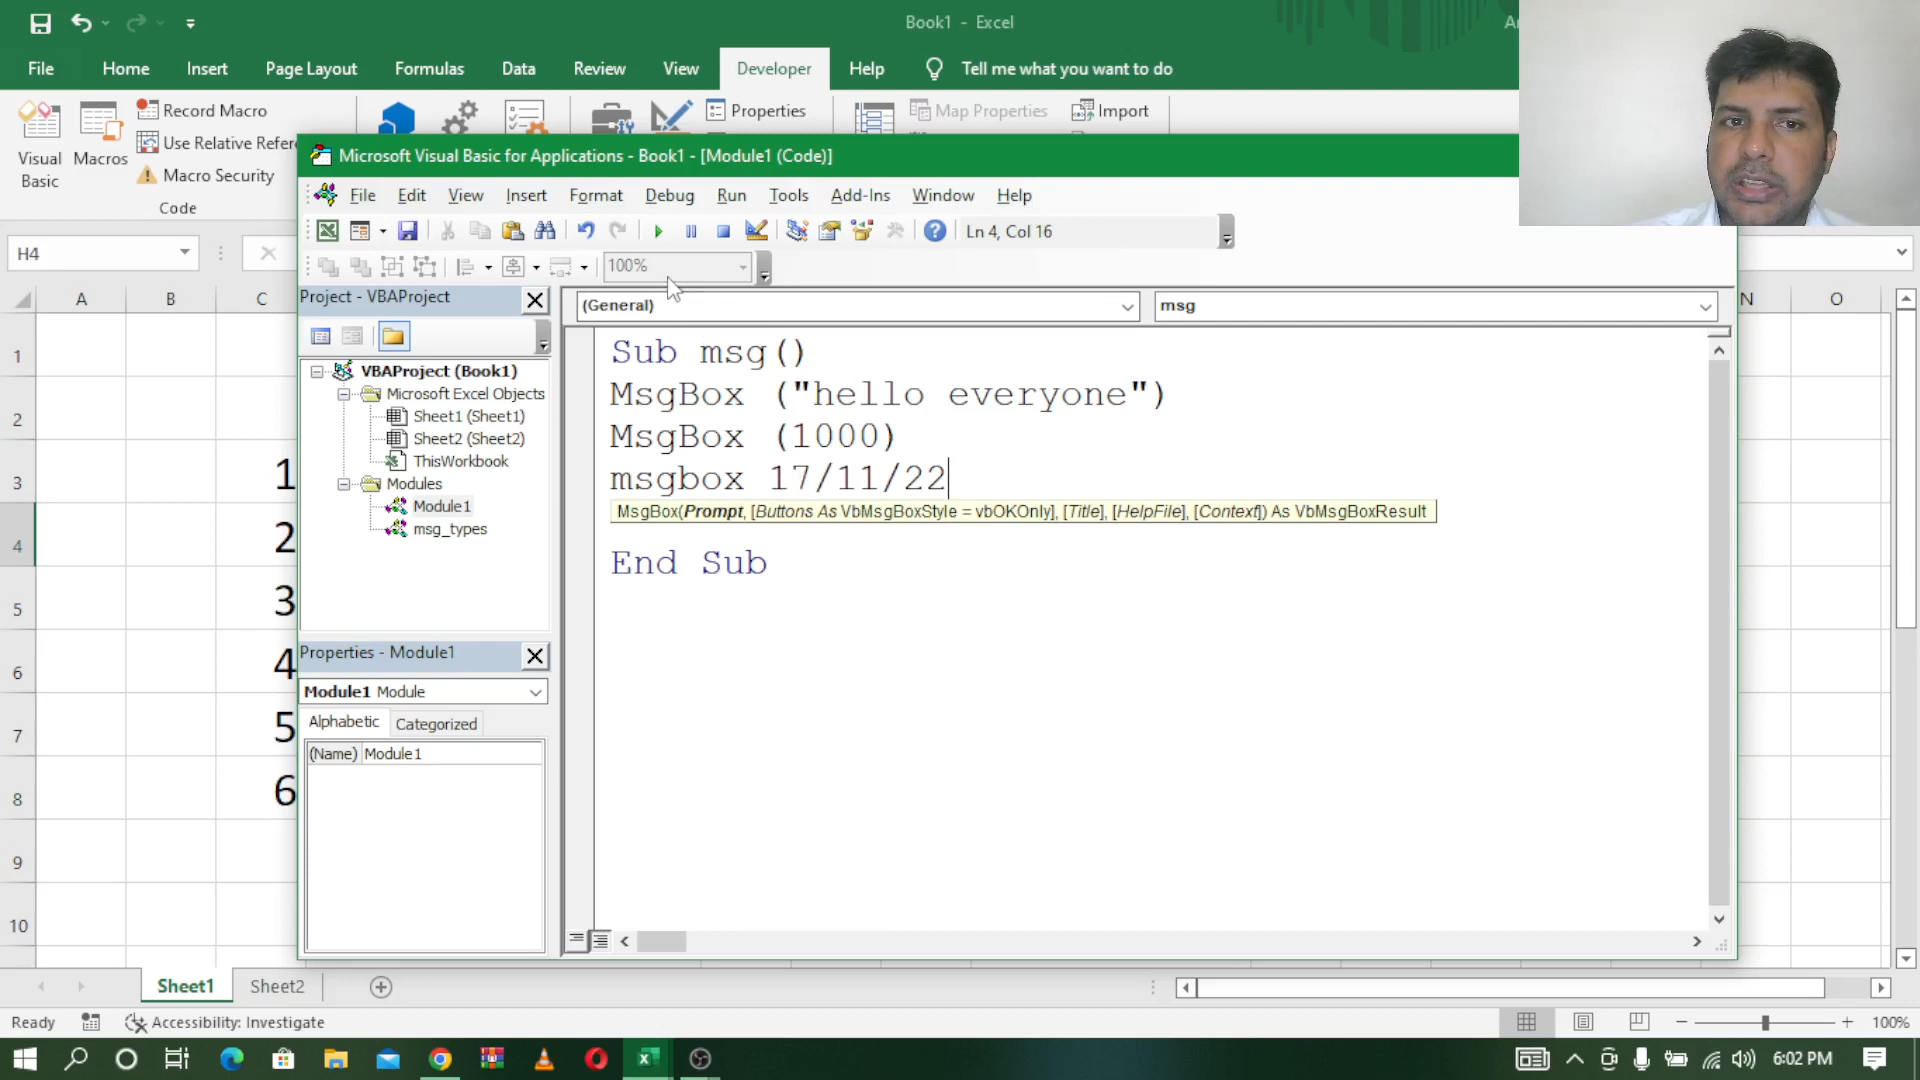 Book1 - Excel
File Home Insert Page Layout Formulas Data Review View Developer Help Tell me what you want to do
Record Macro
Properties
Map Properties
Import
Use Relative Refere
Visual Basic
Macros
Macro Security
Code
Microsoft Visual Basic for Applications - Book1 - [Module1 (Code)]
File Edit View Insert Format Debug Run Tools Add-Ins Window Help
Ln 4, Col 16
H4
100%
Project - VBAProject
(General)
msg
A B C N O
VBAProject (Book1)
Microsoft Excel Objects
Sheet1 (Sheet1)
Sheet2 (Sheet2)
ThisWorkbook
Modules
Module1
msg_types
Sub msg()
MsgBox ("hello everyone")
MsgBox (1000)
msgbox 17/11/22
MsgBox(Prompt, [Buttons As VbMsgBoxStyle = vbOKOnly], [Title], [HelpFile], [Context]) As VbMsgBoxResult
End Sub
1
2
3 1
4 2
5 3
6 4
7 5
8 6
9
10
Properties - Module1
Module1 Module
Alphabetic Categorized
(Name) Module1
Sheet1 Sheet2
Ready Accessibility: Investigate
100%
6:02 PM